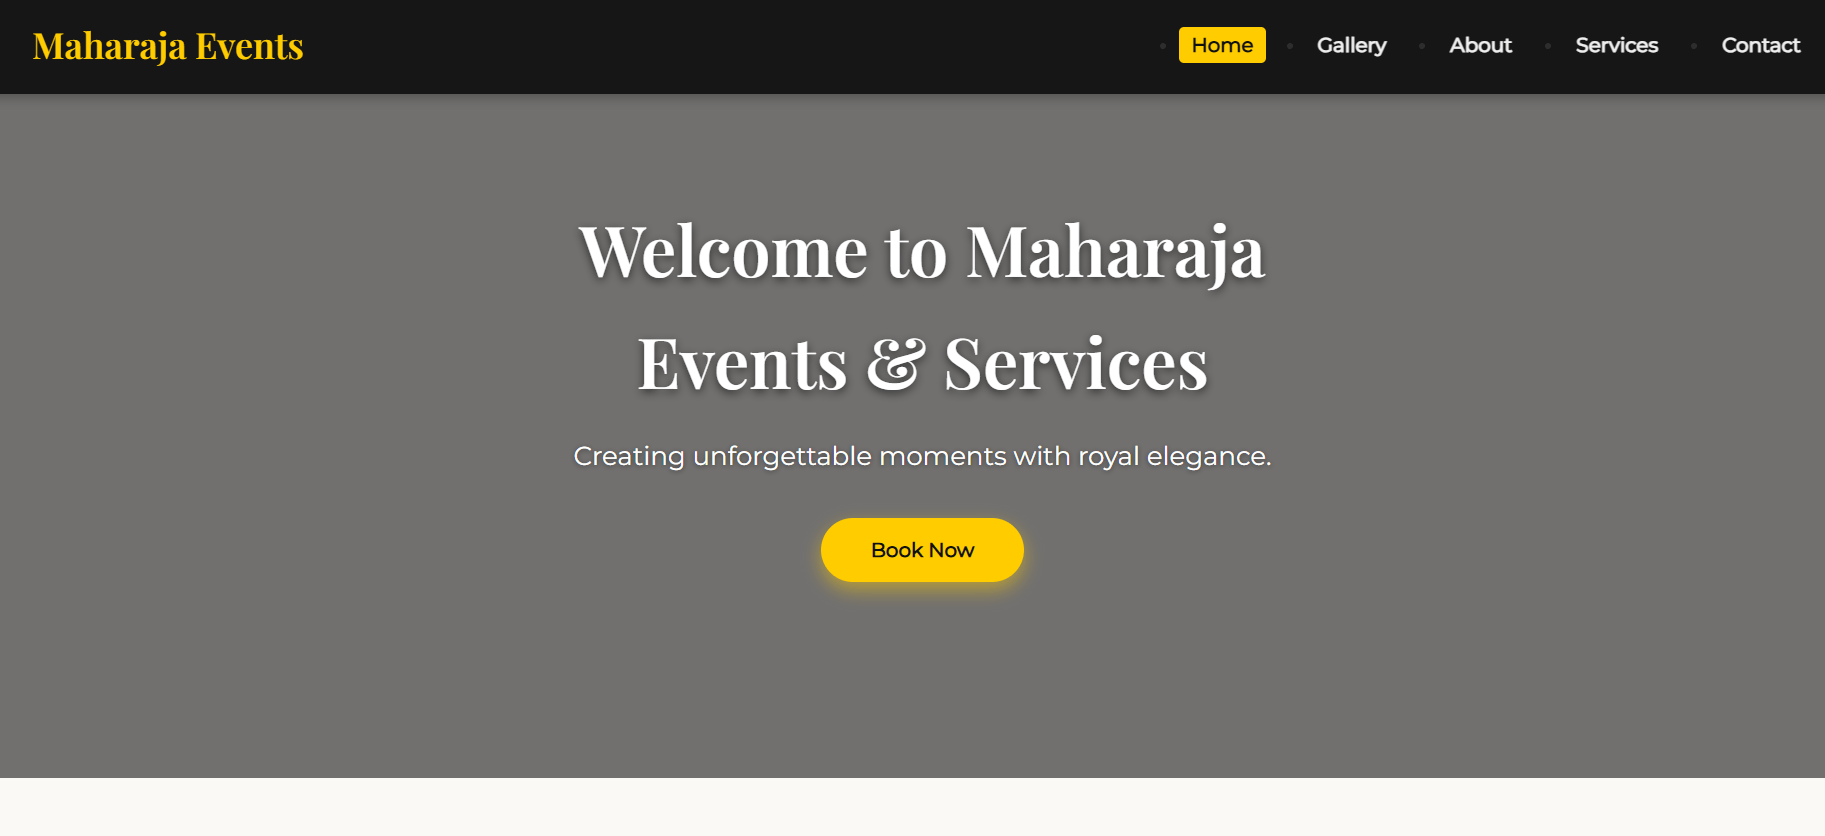 Maharaja Events
Home
Gallery
About
Services
Contact
Welcome to Maharaja
Events & Services
Creating unforgettable moments with royal elegance.
Book Now